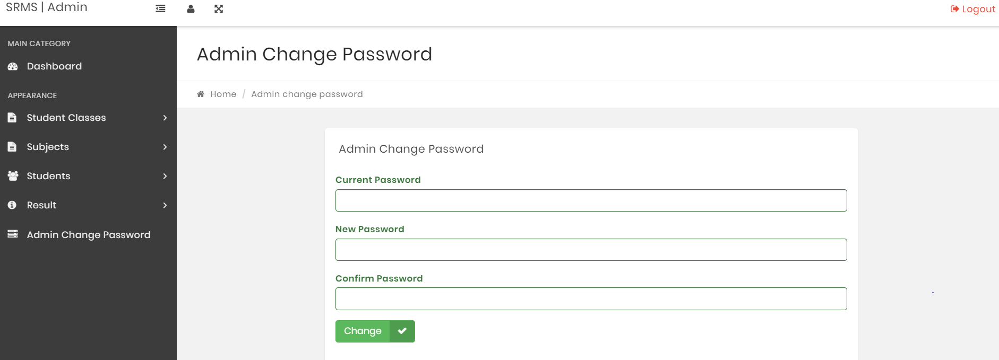 SRMS | Admin
Logout
MAIN CATEGORY
Dashboard
APPEARANCE
Student Classes
Subjects
Students
Result
Admin Change Password
Admin Change Password
Home / Admin change password
Admin Change Password
Current Password
New Password
Confirm Password
Change